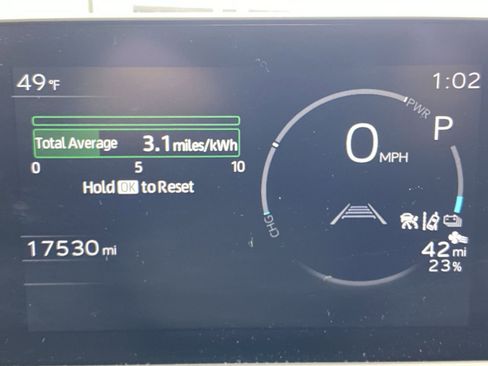 49°F
1:02
PWR
P
Total Average 3.1 miles/kWh
0 5 10
Hold OK to Reset
0 MPH
CHG
17530 mi
42 mi
23%